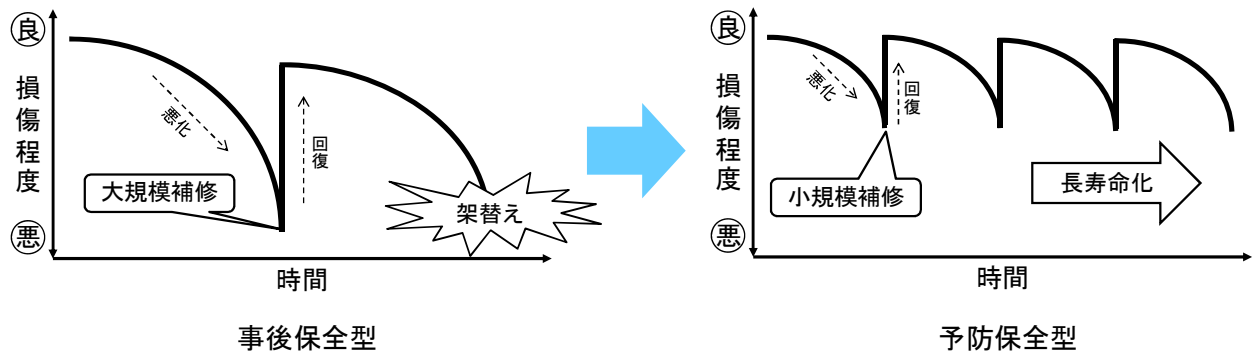 良
損傷程度
悪
悪化
大規模補修
回復
架替え
時間
事後保全型
良
損傷程度
悪
悪化
回復
小規模補修
長寿命化
時間
予防保全型